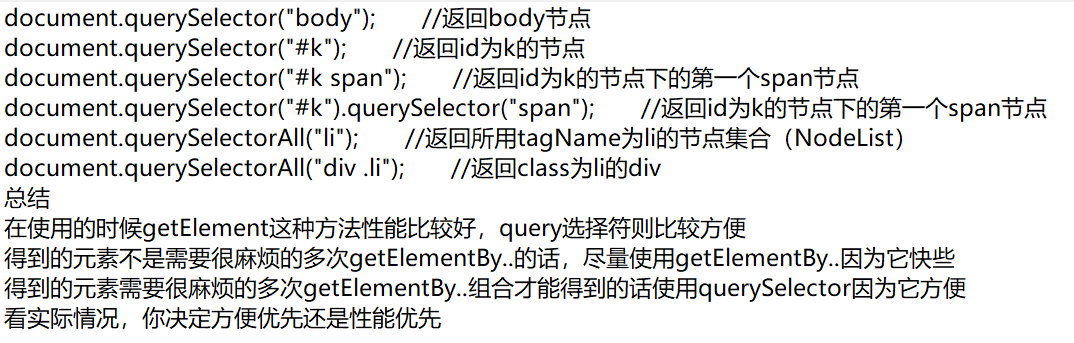 document.querySelector("body");      //返回body节点
document.querySelector("#k");      //返回id为k的节点
document.querySelector("#k span");      //返回id为k的节点下的第一个span节点
document.querySelector("#k").querySelector("span");      //返回id为k的节点下的第一个span节点
document.querySelectorAll("li");      //返回所用tagName为li的节点集合（NodeList）
document.querySelectorAll("div .li");      //返回class为li的div
总结
在使用的时候getElement这种方法性能比较好，query选择符则比较方便
得到的元素不是需要很麻烦的多次getElementBy..的话，尽量使用getElementBy..因为它快些
得到的元素需要很麻烦的多次getElementBy..组合才能得到的话使用querySelector因为它方便
看实际情况，你决定方便优先还是性能优先